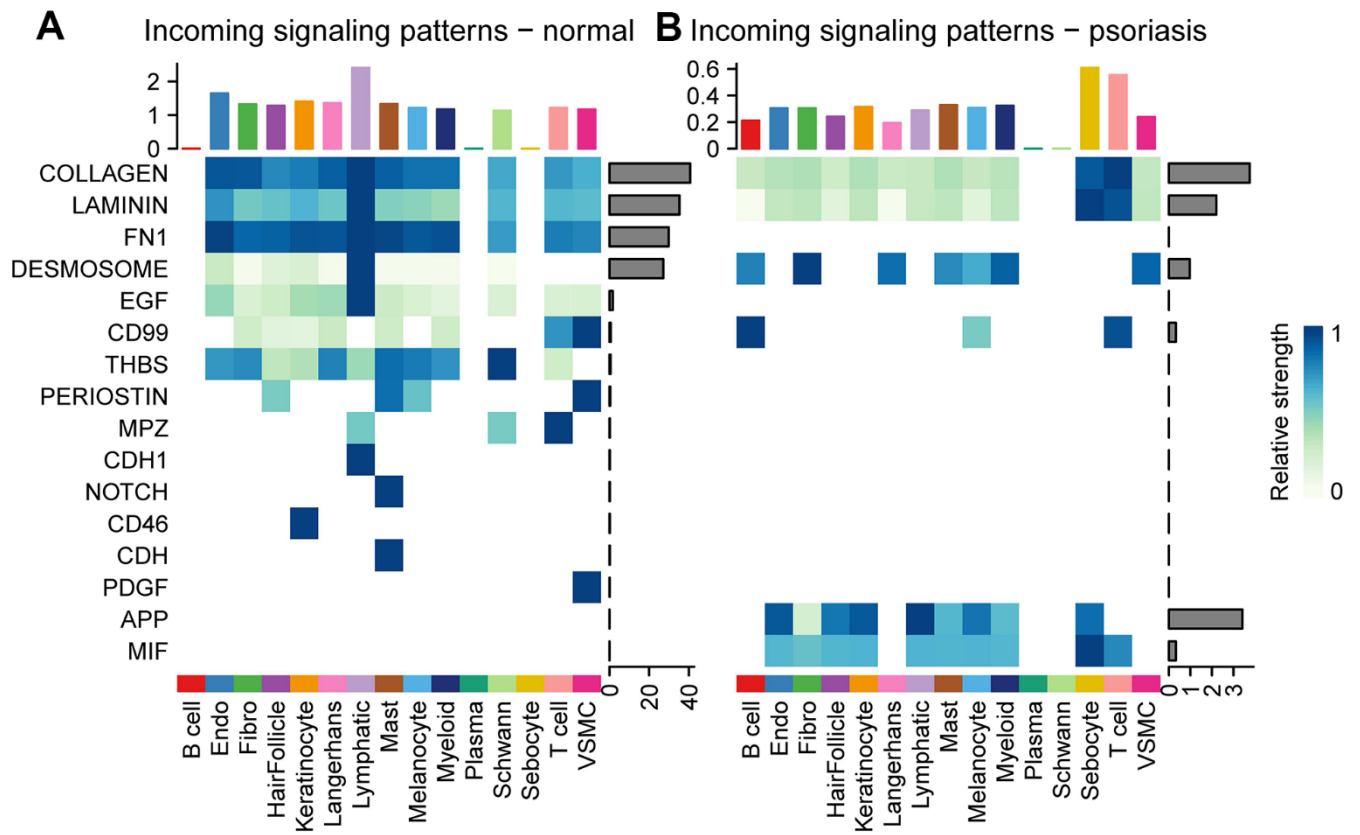 A
Incoming signaling patterns − normal
2
1
0
COLLAGEN
LAMININ
FN1
DESMOSOME
EGF
CD99
THBS
PERIOSTIN
MPZ
CDH1
NOTCH
CD46
CDH
PDGF
APP
MIF
B cell
Endo
Fibro
HairFollicle
Keratinocyte
Langerhans
Lymphatic
Mast
Melanocyte
Myeloid
Plasma
Schwann
Sebocyte
T cell
VSMC
0
20
40
B
Incoming signaling patterns − psoriasis
0.6
0.4
0.2
0
B cell
Endo
Fibro
HairFollicle
Keratinocyte
Langerhans
Lymphatic
Mast
Melanocyte
Myeloid
Plasma
Schwann
Sebocyte
T cell
VSMC
0
1
2
3
Relative strength
1
0